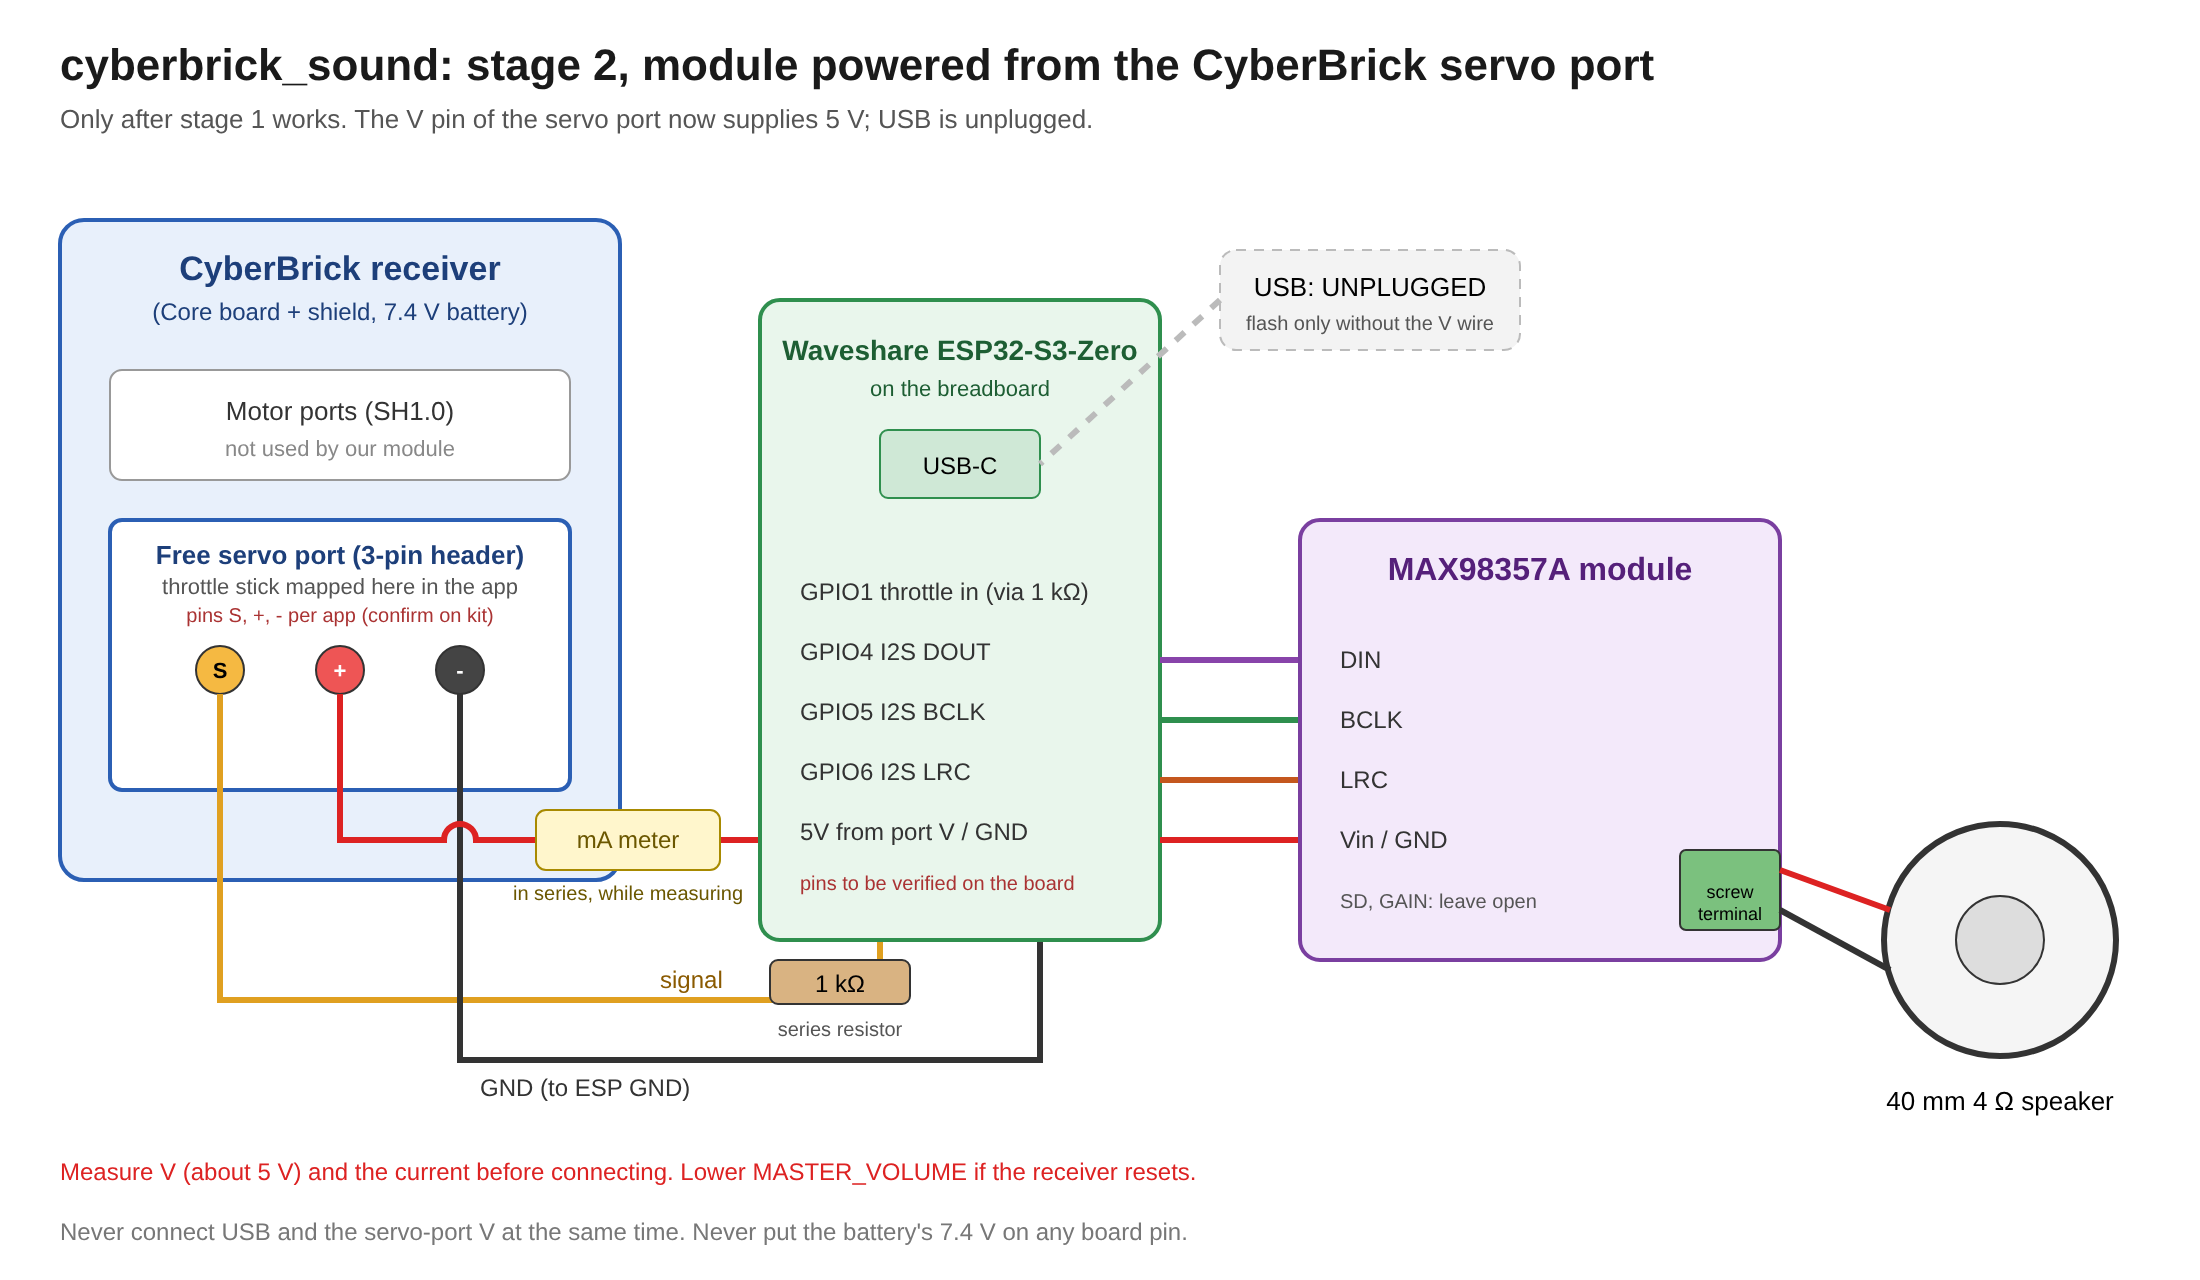 cyberbrick_sound: stage 2, module powered from the CyberBrick servo port
Only after stage 1 works. The V pin of the servo port now supplies 5 V; USB is unplugged.
CyberBrick receiver
(Core board + shield, 7.4 V battery)
Motor ports (SH1.0)
not used by our module
Free servo port (3-pin header)
throttle stick mapped here in the app
pins S, +, - per app (confirm on kit)
S
+
-
mA meter
in series, while measuring
signal
1 kΩ
series resistor
GND (to ESP GND)
Waveshare ESP32-S3-Zero
on the breadboard
USB-C
GPIO1 throttle in (via 1 kΩ)
GPIO4 I2S DOUT
GPIO5 I2S BCLK
GPIO6 I2S LRC
5V from port V / GND
pins to be verified on the board
USB: UNPLUGGED
flash only without the V wire
MAX98357A module
DIN
BCLK
LRC
Vin / GND
SD, GAIN: leave open
screw
terminal
40 mm 4 Ω speaker
Measure V (about 5 V) and the current before connecting. Lower MASTER_VOLUME if the receiver resets.
Never connect USB and the servo-port V at the same time. Never put the battery's 7.4 V on any board pin.